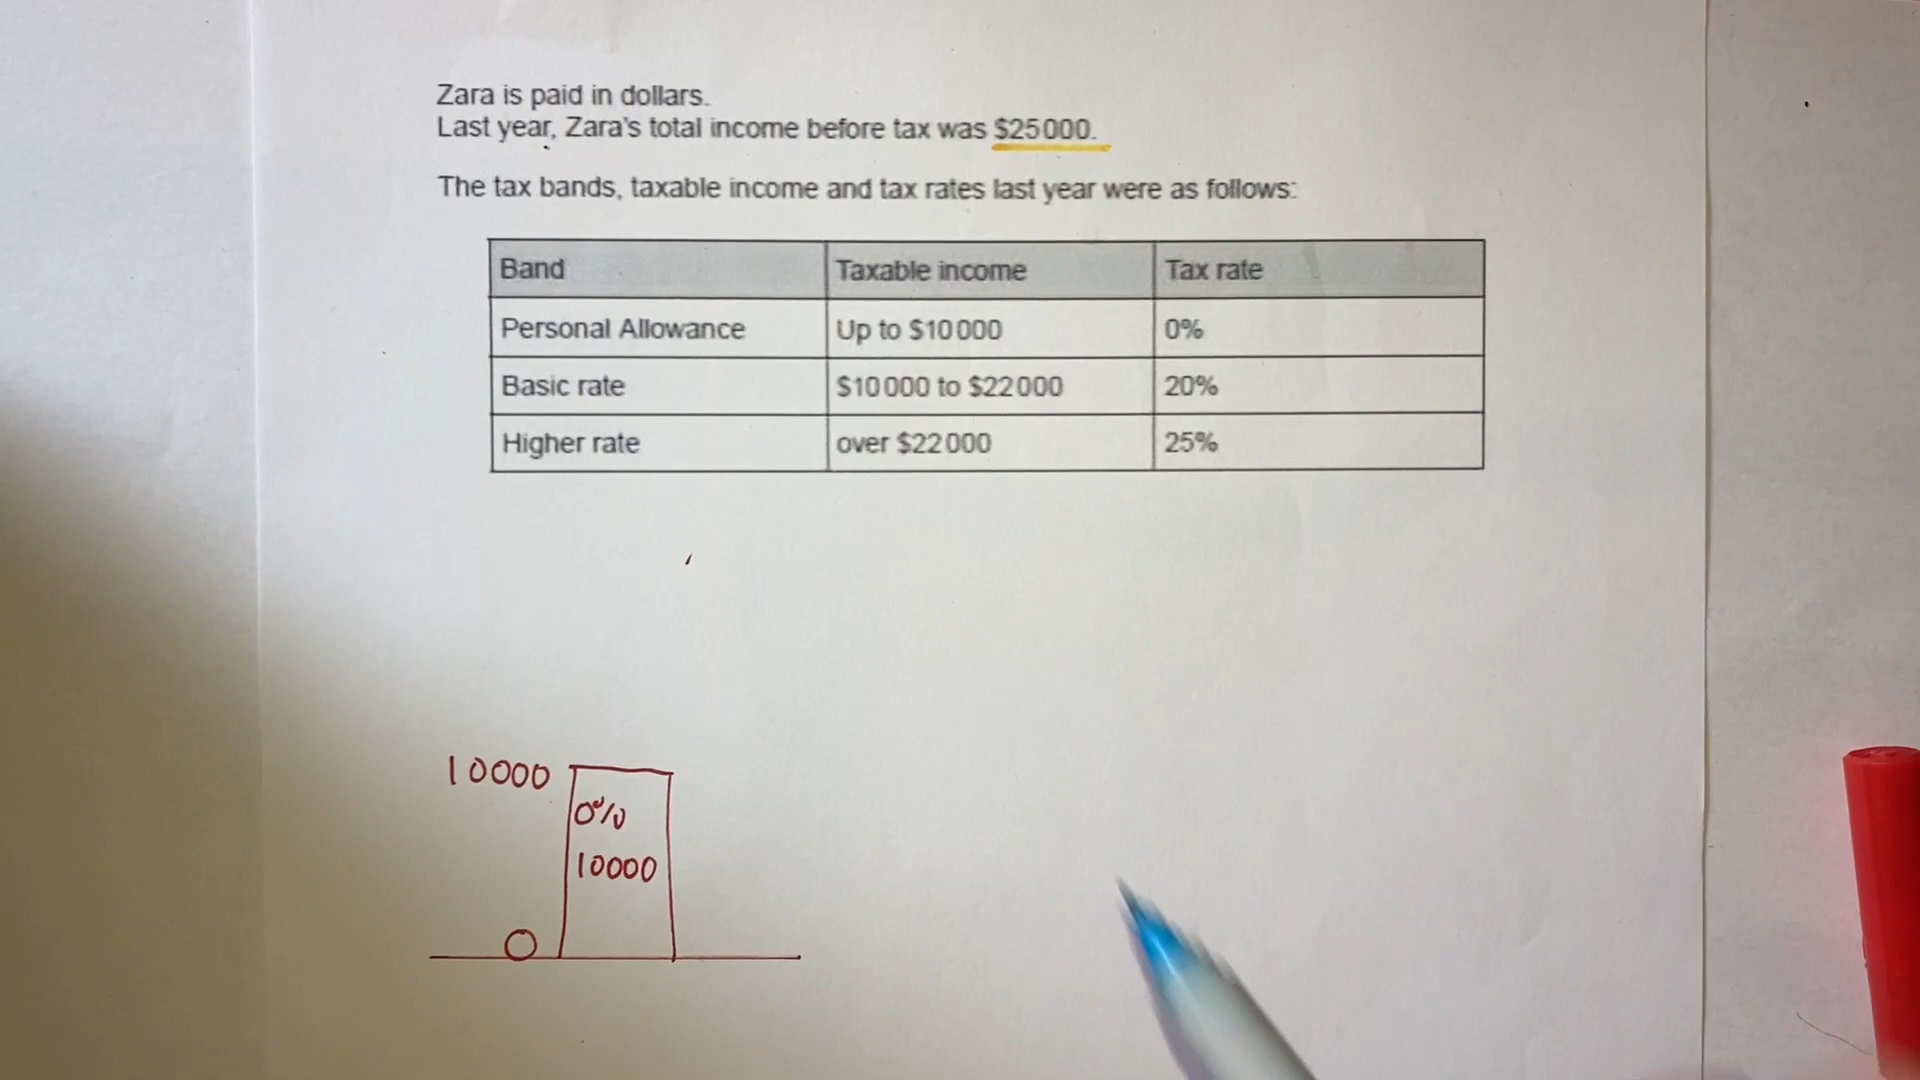 Zara is paid in dollars.
Last year, Zara's total income before tax was $25000.
The tax bands, taxable income and tax rates last year were as follows:
Band Taxable income Tax rate
Personal Allowance Up to $10000 0%
Basic rate $10000 to $22000 20%
Higher rate over $22000 25%
10000
0%
10000
0